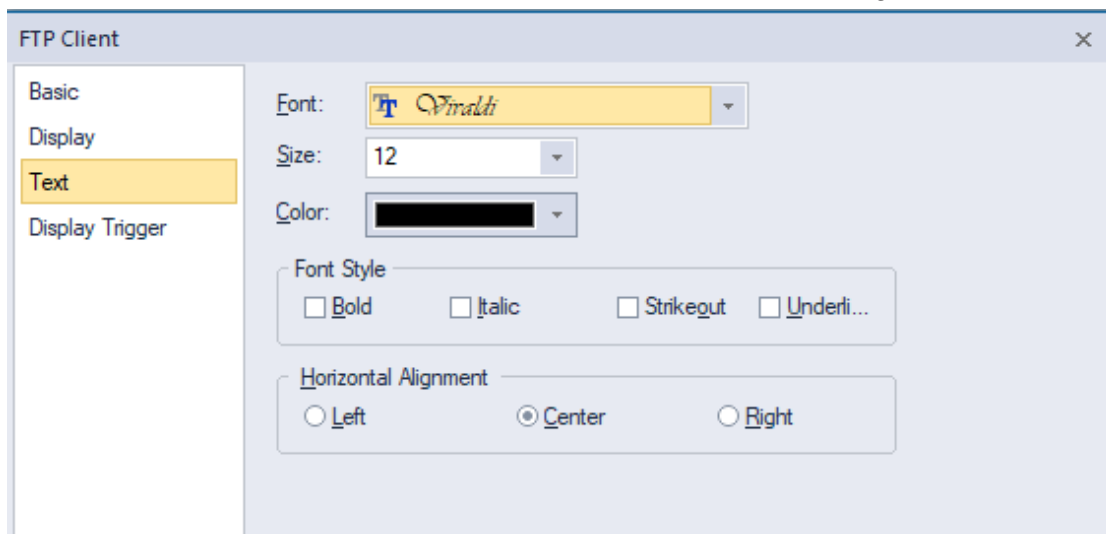 FTP Client
Basic
Display
Text
Display Trigger
Font: Vivaldi
Size: 12
Color:
Font Style
Bold Italic Strikeout Underli...
Horizontal Alignment
Left Center Right